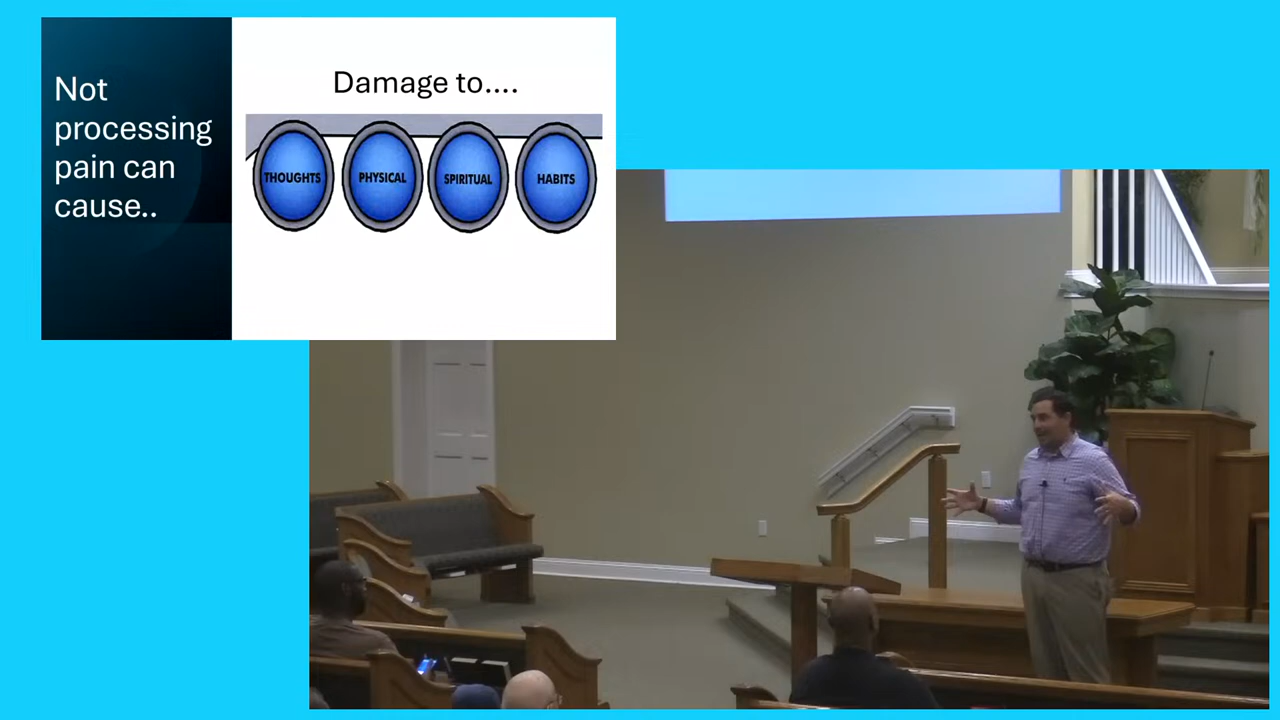 Not
processing
pain can
cause..
Damage to....
THOUGHTS PHYSICAL SPIRITUAL HABITS